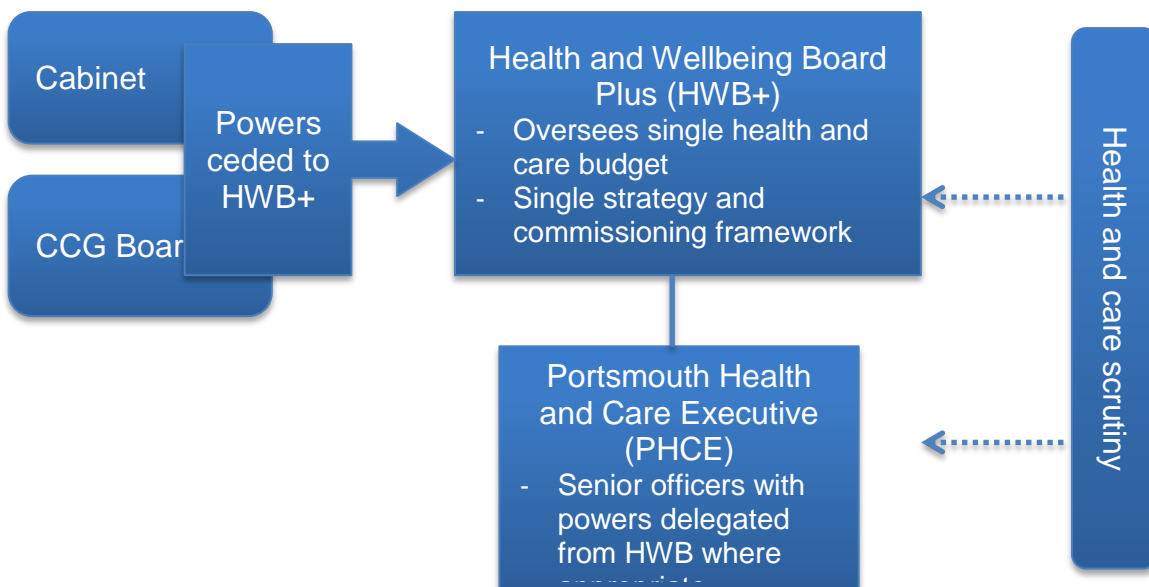 Cabinet
CCG Boar
Powers
ceded to
HWB+
Health and Wellbeing Board
Plus (HWB+)
- Oversees single health and
care budget
- Single strategy and
commissioning framework
Portsmouth Health
and Care Executive
(PHCE)
- Senior officers with
powers delegated
from HWB where
Health and care scrutiny